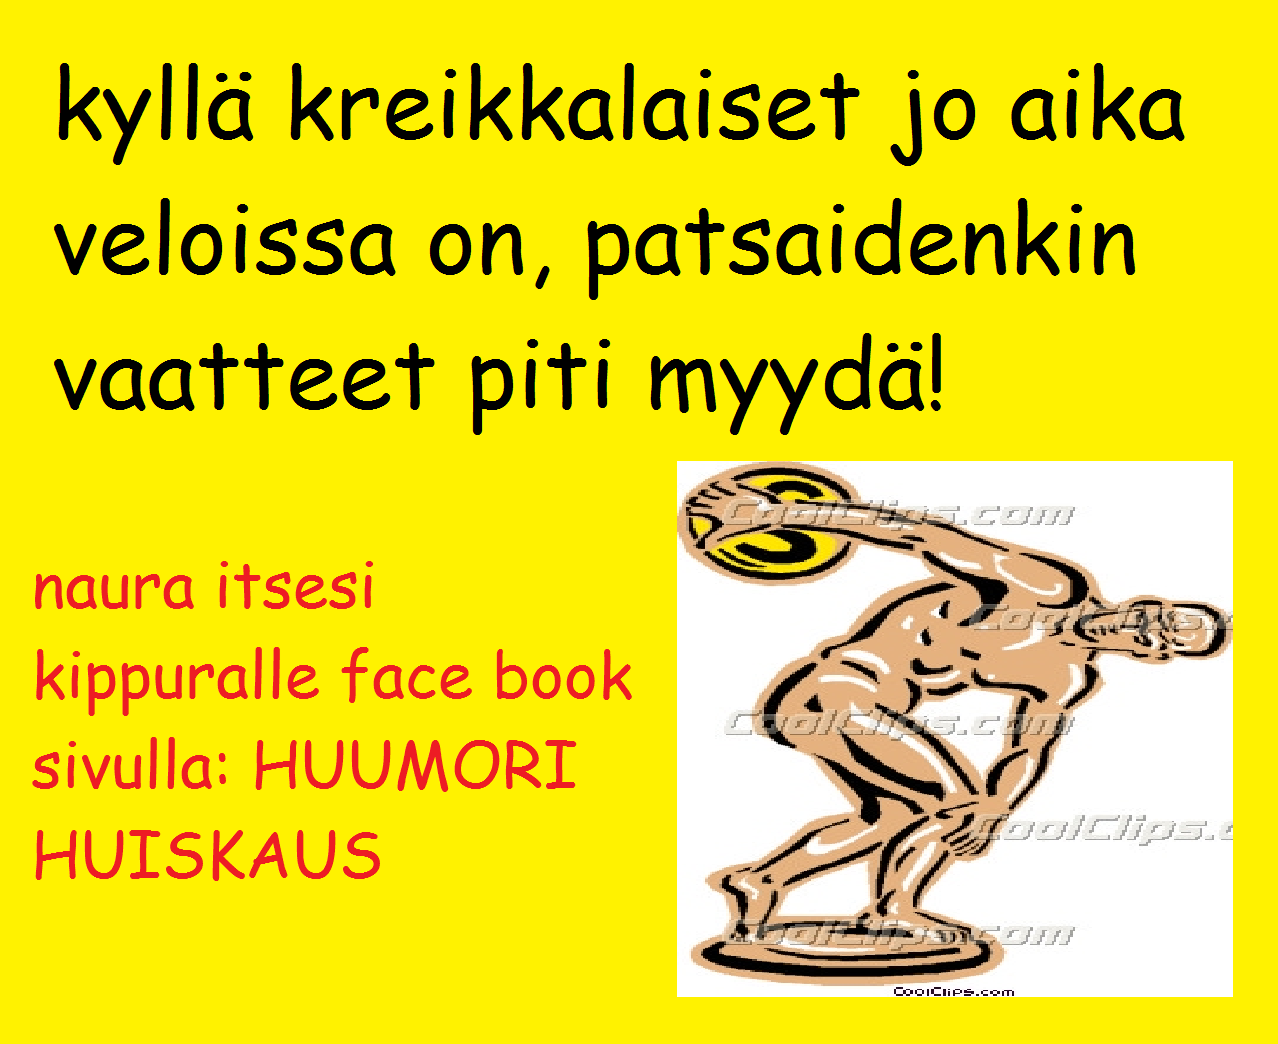 kyllä kreikkalaiset jo aika
veloissa on, patsaidenkin
vaatteet piti myydä!
naura itsesi
kippuralle face book
sivulla: HUUMORI
HUISKAUS
CoolClips.com
CoolClips.c
CoolClips.com
CoolClips.c
CoolClips.com
CoolClips.com